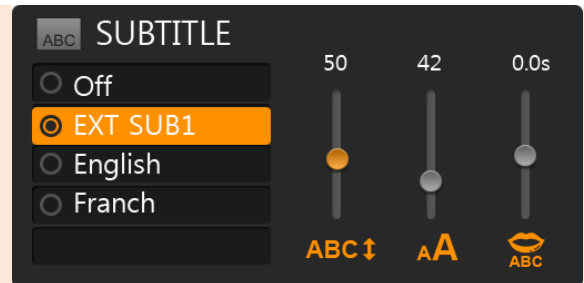 ABC SUBTITLE
50 42 0.0s
Off
EXT SUB1
English
Franch
ABC AA ABC